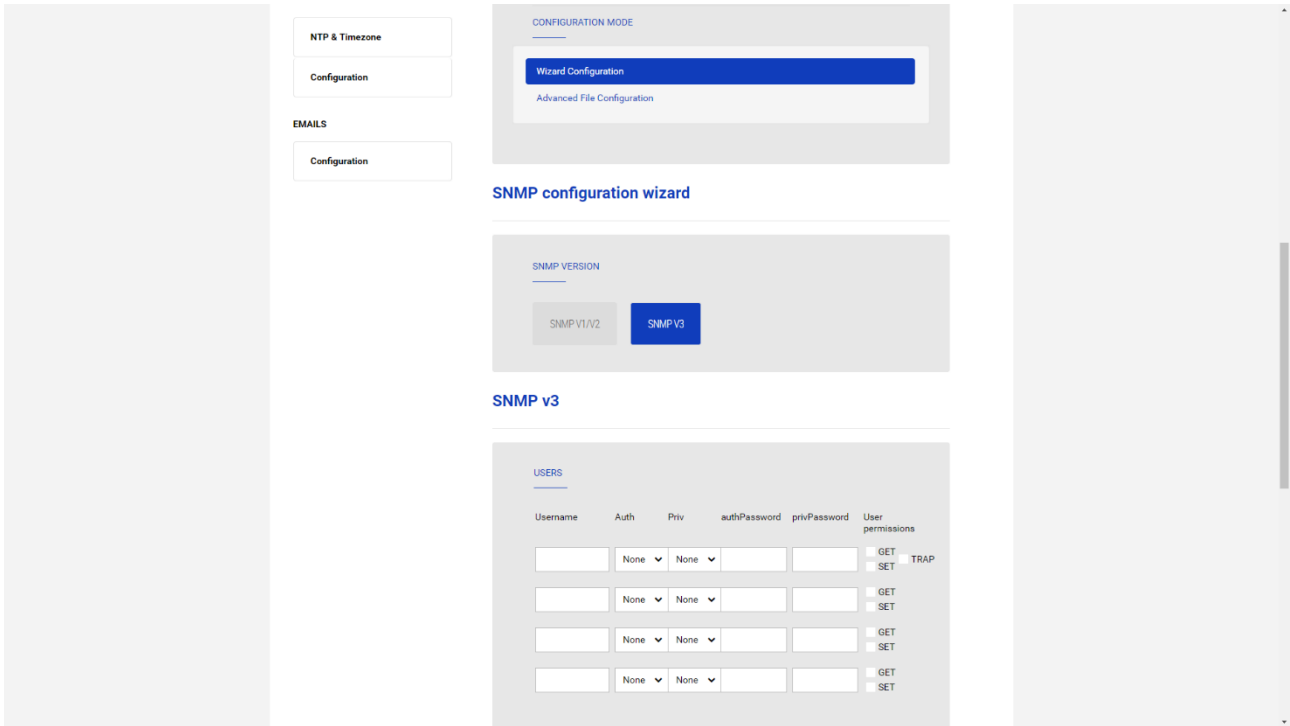 NTP & Timezone
Configuration
EMAILS
Configuration
CONFIGURATION MODE
Wizard Configuration
Advanced File Configuration
SNMP configuration wizard
SNMP VERSION
SNMP V1/V2 SNMP V3
SNMP v3
USERS
Username Auth Priv authPassword privPassword User permissions
None None GET SET TRAP
None None GET SET
None None GET SET
None None GET SET